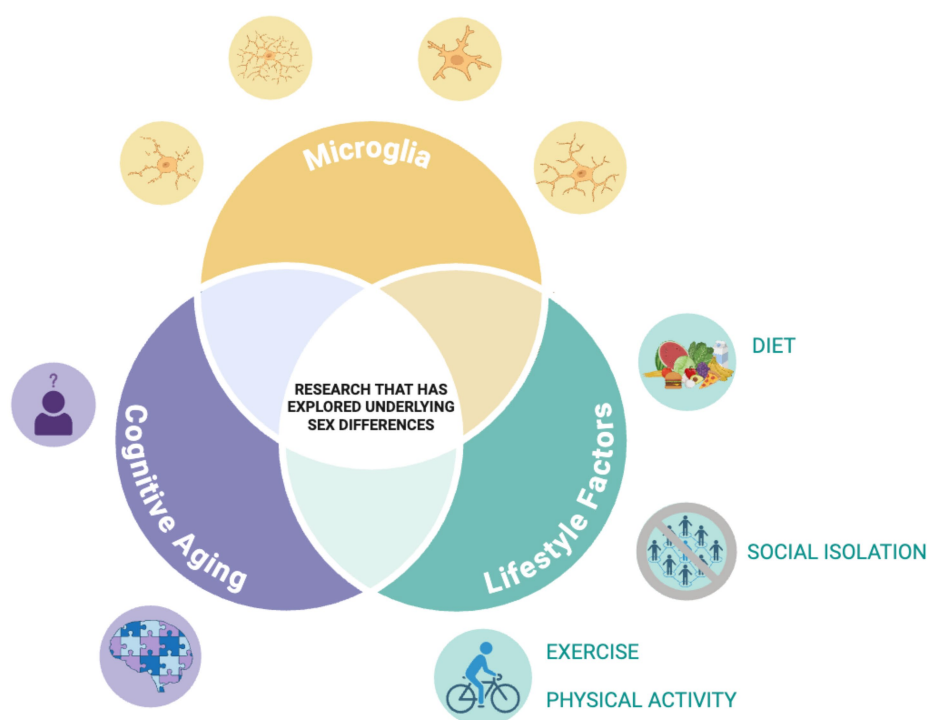 Microglia
?
RESEARCH THAT HAS
EXPLORED UNDERLYING
SEX DIFFERENCES
Cognitive Aging
Lifestyle Factors
DIET
SOCIAL ISOLATION
EXERCISE
PHYSICAL ACTIVITY